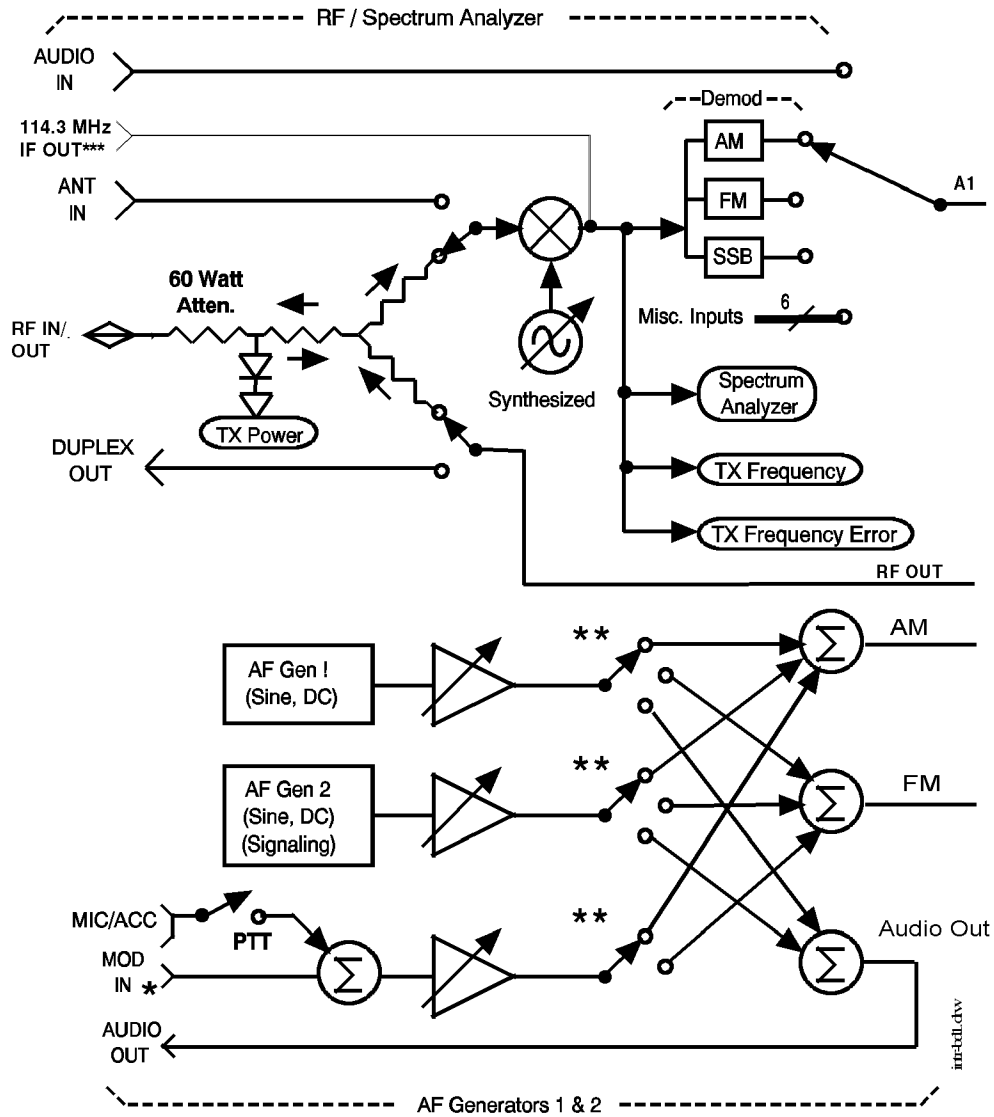 RF / Spectrum Analyzer
AUDIO
IN
114.3 MHz
IF OUT***
ANT
IN
Demod
AM
FM
SSB
A1
60 Watt
Atten.
RF IN/.
OUT
TX Power
Synthesized
Misc. Inputs
6
Spectrum
Analyzer
DUPLEX
OUT
TX Frequency
TX Frequency Error
RF OUT
AF Gen !
(Sine, DC)
**
Σ
AM
AF Gen 2
(Sine, DC)
(Signaling)
**
Σ
FM
MIC/ACC
PTT
**
MOD
IN *
Σ
Σ
Audio Out
AUDIO
OUT
intr-bd1.drw
AF Generators 1 & 2